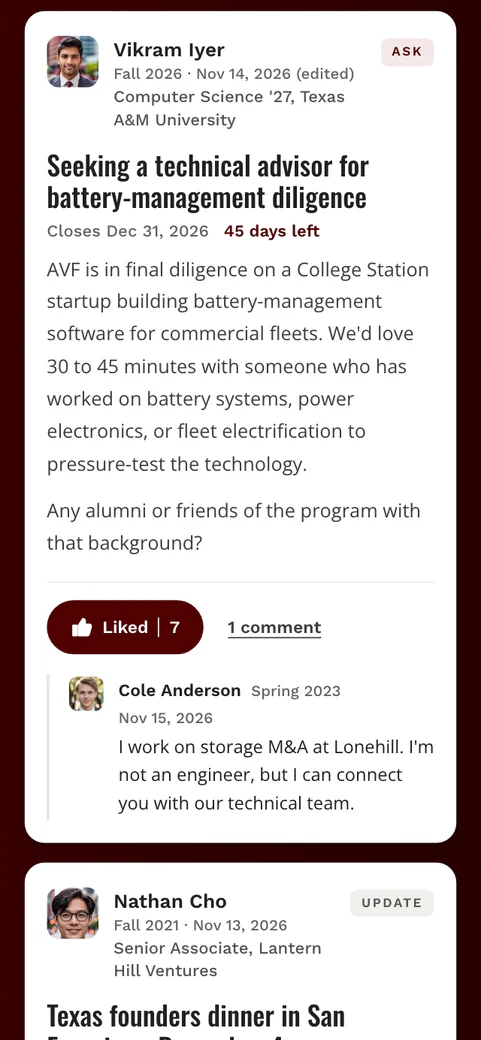 Vikram Iyer
ASK
Fall 2026 · Nov 14, 2026 (edited)
Computer Science '27, Texas
A&M University
Seeking a technical advisor for
battery-management diligence
Closes Dec 31, 2026 45 days left
AVF is in final diligence on a College Station
startup building battery-management
software for commercial fleets. We'd love
30 to 45 minutes with someone who has
worked on battery systems, power
electronics, or fleet electrification to
pressure-test the technology.
Any alumni or friends of the program with
that background?
Liked | 7
1 comment
Cole Anderson Spring 2023
Nov 15, 2026
I work on storage M&A at Lonehill. I'm
not an engineer, but I can connect
you with our technical team.
Nathan Cho
UPDATE
Fall 2021 · Nov 13, 2026
Senior Associate, Lantern
Hill Ventures
Texas founders dinner in San